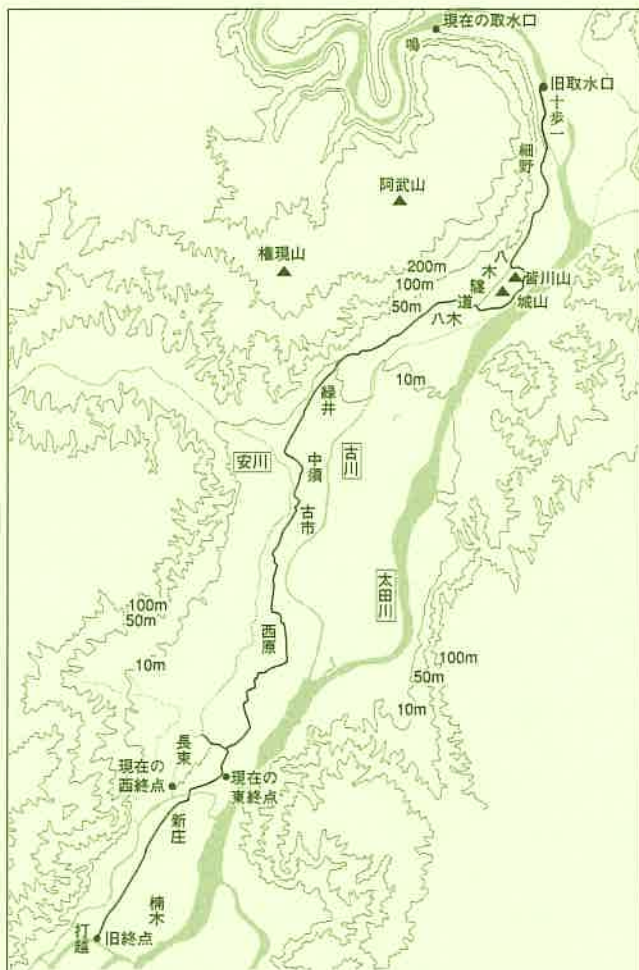 現在の取水口
鳴
旧取水口
十歩一
細野
阿武山
権現山
200m
100m
50m
八木隧道
皆川山
城山
八木
10m
緑井
安川
中須
古川
古市
太田川
100m
50m
10m
西原
100m
50m
10m
長束
現在の
西終点
現在の
東終点
新庄
楠木
打越
旧終点